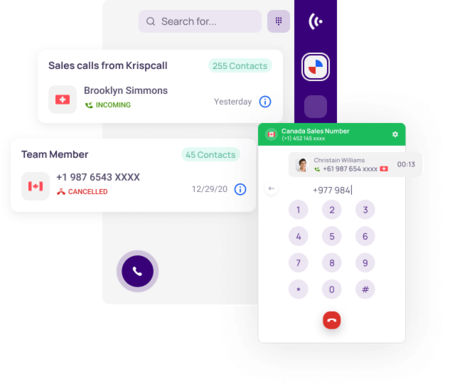 Search for...
Sales calls from Krispcall
255 Contacts
Brooklyn Simmons
INCOMING
Yesterday
Team Member
45 Contacts
+1 987 6543 XXXX
CANCELLED
12/29/20
Canada Sales Number
(+1) 452 145 xxxx
Christain Williams
+61 987 654 xxxx
00:13
+977 984
1 2 3
4 5 6
7 8 9
* 0 #